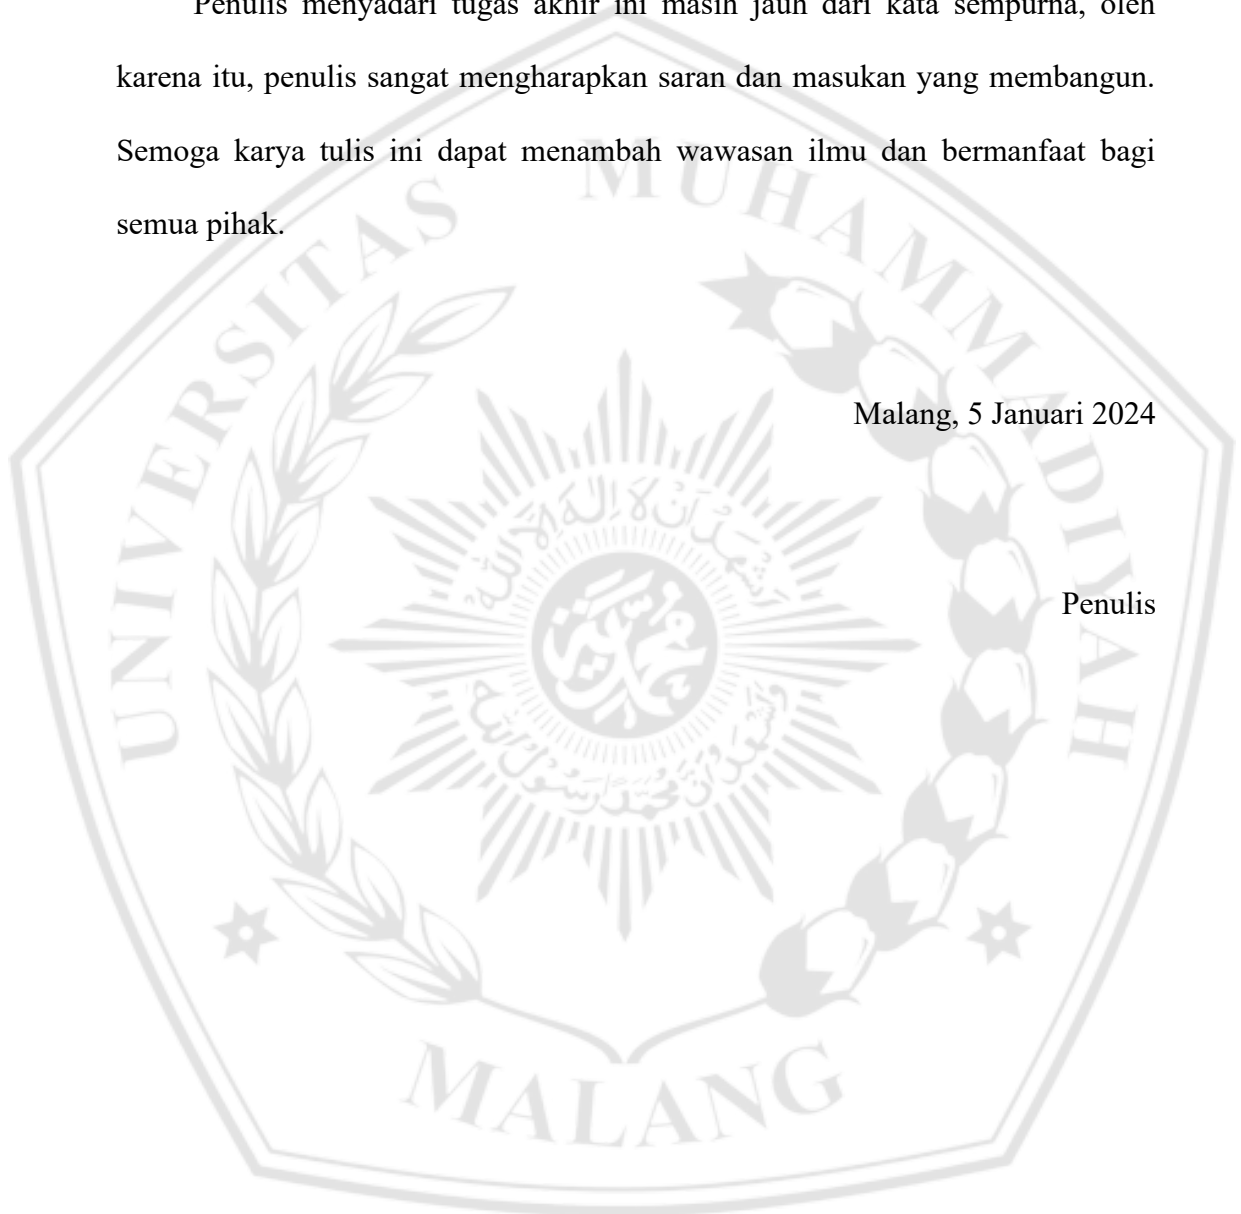 Penulis menyadari tugas akhir ini masih jauh dari kata sempurna, oleh
karena itu, penulis sangat mengharapkan saran dan masukan yang membangun.
Semoga karya tulis ini dapat menambah wawasan ilmu dan bermanfaat bagi
semua pihak.
UNIVERSITAS MUHAMMADIYAH
Malang, 5 Januari 2024
Penulis
MALANG